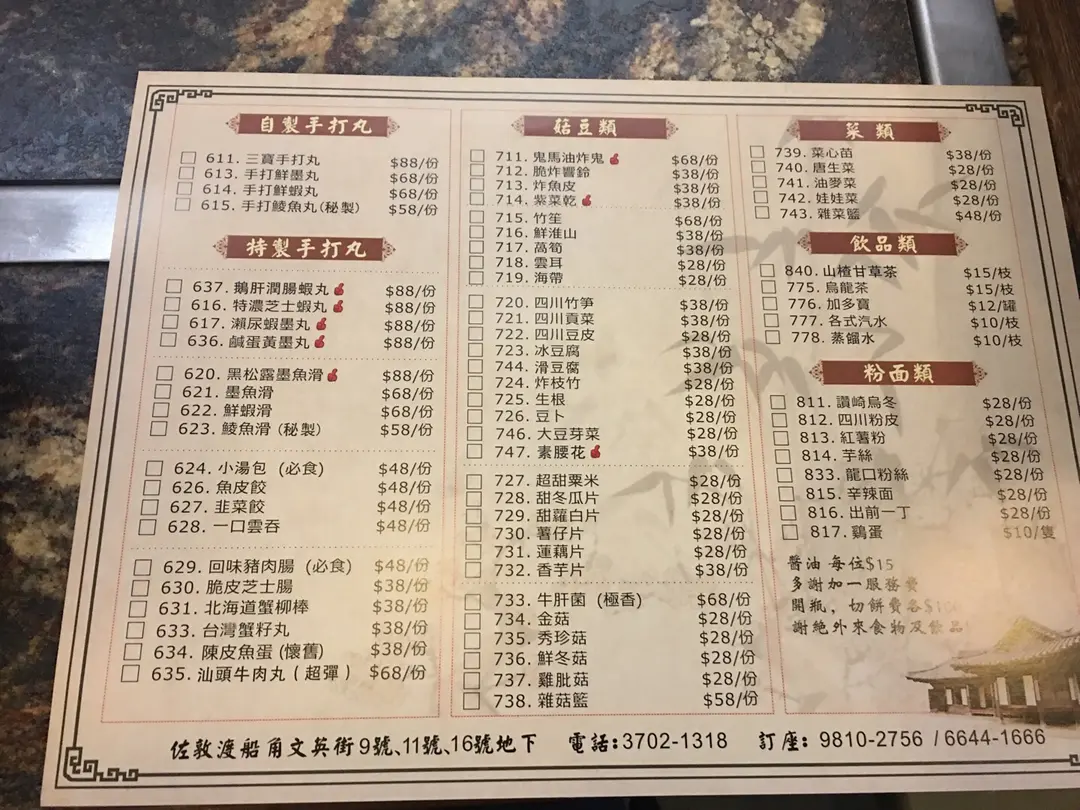 自製手打丸
611. 三寶手打丸 $88/份
613. 手打鮮墨丸 $68/份
614. 手打鮮蝦丸 $68/份
615. 手打鯪魚丸(秘製) $58/份
特製手打丸
637. 鵝肝潤腸蝦丸 $88/份
616. 特濃芝士蝦丸 $88/份
617. 瀨尿蝦墨丸 $88/份
636. 鹹蛋黃墨丸 $88/份
620. 黑松露墨魚滑 $88/份
621. 墨魚滑 $68/份
622. 鮮蝦滑 $68/份
623. 鯪魚滑 (秘製) $58/份
624. 小湯包 (必食) $48/份
626. 魚皮餃 $48/份
627. 韭菜餃 $48/份
628. 一口雲吞 $48/份
629. 回味豬肉腸 (必食) $48/份
630. 脆皮芝士腸 $38/份
631. 北海道蟹柳棒 $38/份
633. 台灣蟹籽丸 $38/份
634. 陳皮魚蛋 (懷舊) $38/份
635. 汕頭牛肉丸 ( 超彈 ) $68/份
菇豆類
711. 鬼馬油炸鬼 $68/份
712. 脆炸響鈴 $38/份
713. 炸魚皮 $38/份
714. 紫菜乾 $38/份
715. 竹笙 $68/份
716. 鮮淮山 $38/份
717. 萵筍 $38/份
718. 雲耳 $28/份
719. 海帶 $28/份
720. 四川竹笋 $38/份
721. 四川貢菜 $38/份
722. 四川豆皮 $28/份
723. 冰豆腐 $38/份
744. 滑豆腐 $38/份
724. 炸枝竹 $28/份
725. 生根 $28/份
726. 豆卜 $28/份
746. 大豆芽菜 $28/份
747. 素腰花 $38/份
727. 超甜粟米 $28/份
728. 甜冬瓜片 $28/份
729. 甜蘿白片 $28/份
730. 薯仔片 $28/份
731. 蓮藕片 $28/份
732. 香芋片 $38/份
733. 牛肝菌 (極香) $68/份
734. 金菇 $28/份
735. 秀珍菇 $28/份
736. 鮮冬菇 $28/份
737. 雞肶菇 $28/份
738. 雜菇籃 $58/份
菜類
739. 菜心苗 $38/份
740. 唐生菜 $28/份
741. 油麥菜 $28/份
742. 娃娃菜 $28/份
743. 雜菜籃 $48/份
飲品類
840. 山楂甘草茶 $15/枝
775. 烏龍茶 $15/枝
776. 加多寶 $12/罐
777. 各式汽水 $10/枝
778. 蒸餾水 $10/枝
粉面類
811. 讚崎烏冬 $28/份
812. 四川粉皮 $28/份
813. 紅薯粉 $28/份
814. 芋絲 $28/份
833. 龍口粉絲 $28/份
815. 辛辣面 $28/份
816. 出前一丁 $28/份
817. 鷄蛋 $10/隻
醬油 每位$15
多謝加一服務費
開瓶, 切餅費各
謝絕外來食物及飲品
佐敦渡船角文英街9號、11號、16號地下 電話:3702-1318 訂座: 9810-2756 / 6644-1666